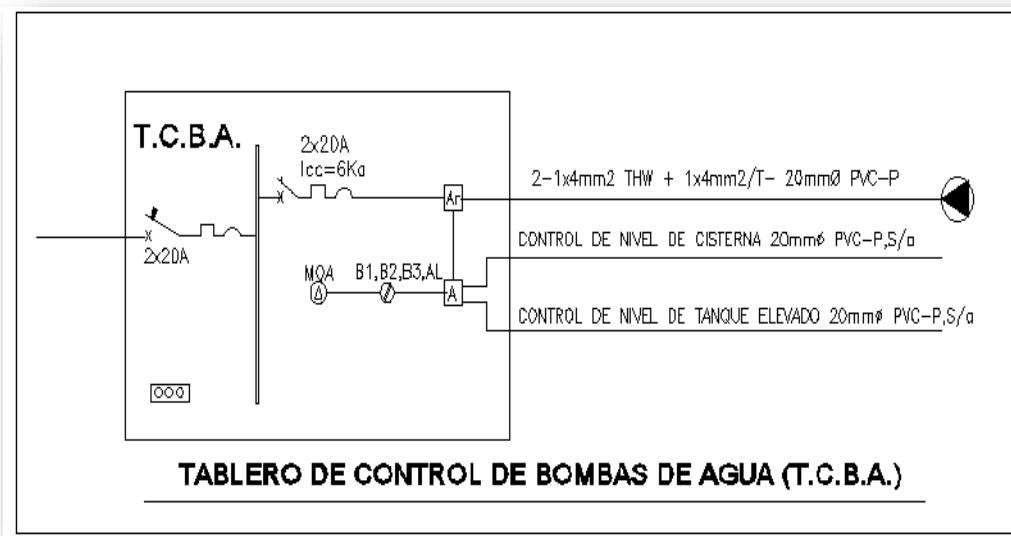 T.C.B.A.
2x20A
Icc=6Ka
2x20A
Ar
2-1x4mm2 THW + 1x4mm2/T- 20mmØ PVC-P
CONTROL DE NIVEL DE CISTERNA 20mmø PVC-P,S/a
MOA
B1,B2,B3,AL
A
CONTROL DE NIVEL DE TANQUE ELEVADO 20mmø PVC-P,S/a
000
TABLERO DE CONTROL DE BOMBAS DE AGUA (T.C.B.A.)